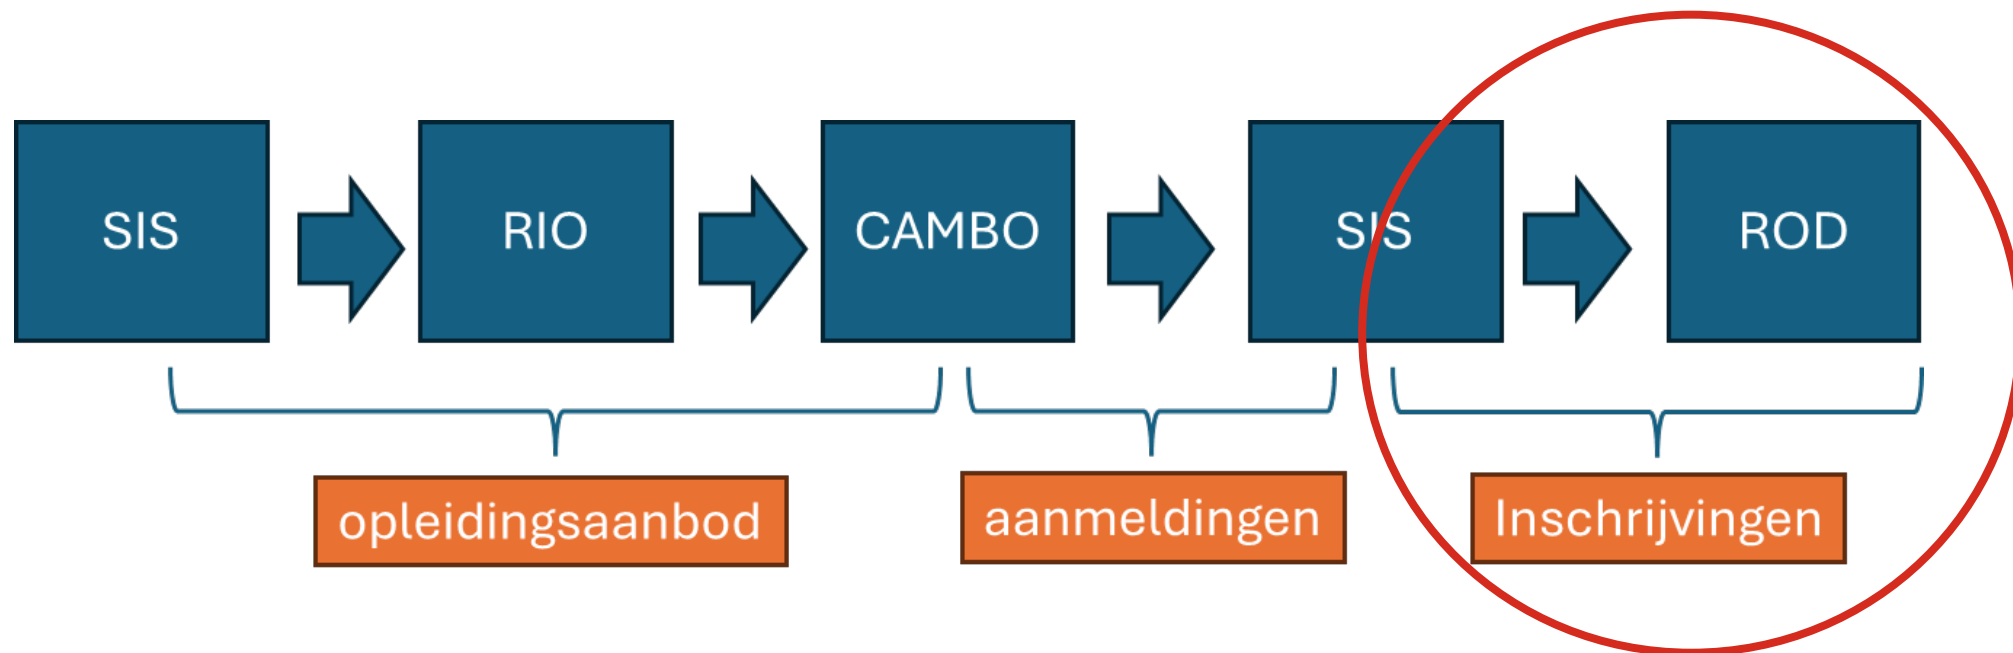 SIS
RIO
CAMBO
SIS
ROD
opleidingsaanbod
aanmeldingen
Inschrijvingen